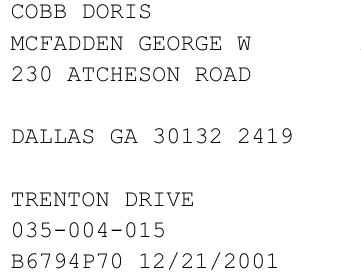 COBB DORIS
MCFADDEN GEORGE W
230 ATCHESON ROAD
DALLAS GA 30132 2419
TRENTON DRIVE
035-004-015
B6794P70 12/21/2001